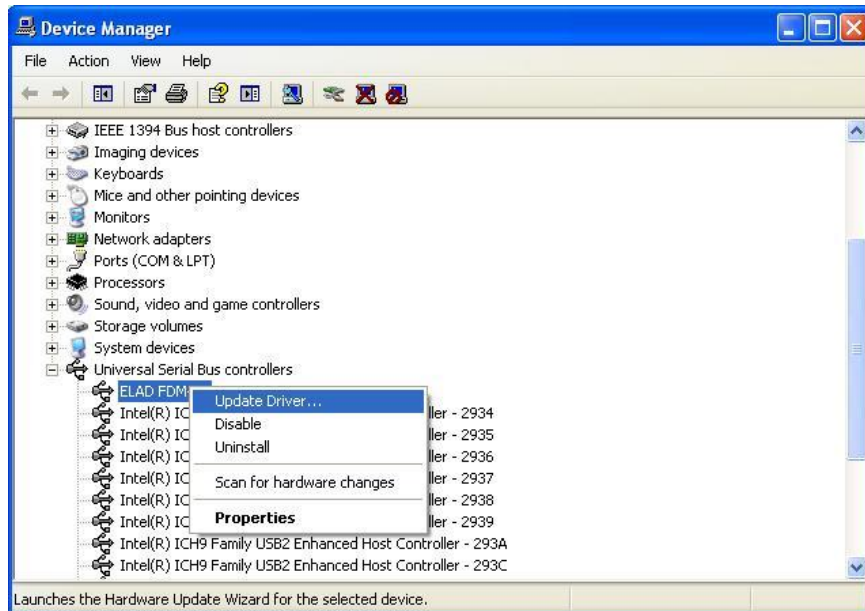 Device Manager
File Action View Help
IEEE 1394 Bus host controllers
Imaging devices
Keyboards
Mice and other pointing devices
Monitors
Network adapters
Ports (COM & LPT)
Processors
Sound, video and game controllers
Storage volumes
System devices
Universal Serial Bus controllers
ELAD FDM-
Update Driver...
Intel(R) IC ller - 2934
Disable
Intel(R) IC ller - 2935
Uninstall
Intel(R) IC ller - 2936
Intel(R) IC ller - 2937
Scan for hardware changes
Intel(R) IC ller - 2938
Properties
Intel(R) IC ller - 2939
Intel(R) ICH9 Family USB2 Enhanced Host Controller - 293A
Intel(R) ICH9 Family USB2 Enhanced Host Controller - 293C
Launches the Hardware Update Wizard for the selected device.